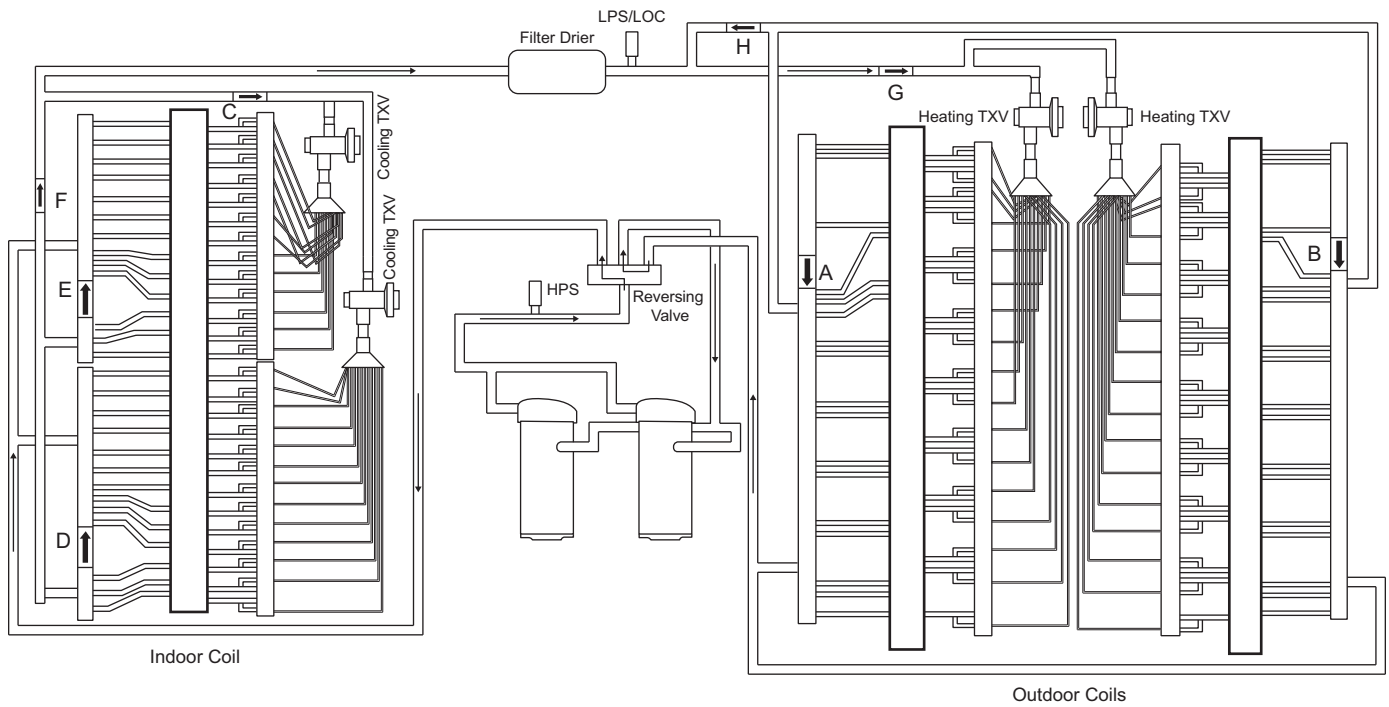 LPS/LOC
Filter Drier
H
G
C
Cooling TXV
Heating TXV
Heating TXV
F
Cooling TXV
A
B
E
HPS
Reversing
Valve
D
Indoor Coil
Outdoor Coils